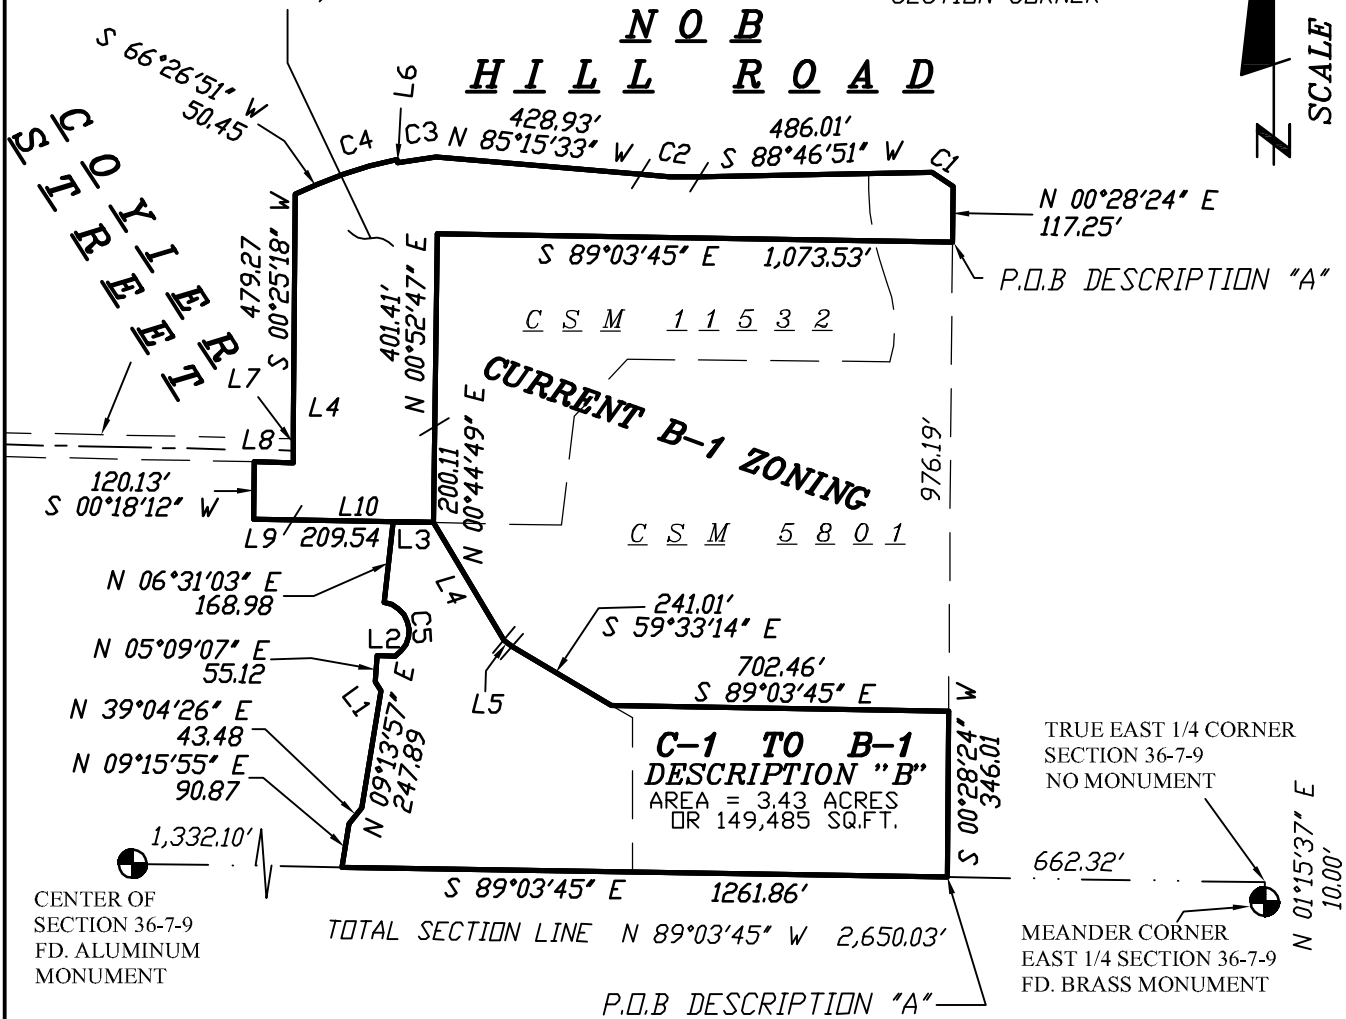 N O B
HILL ROAD
SCALE
Z
S 66°26'51" W
50.45
C4
L6
C3
428.93'
N 85°15'33" W
C2
486.01'
S 88°46'51" W
C1
COYIER
STREET
N 00°28'24" E
117.25'
479.27
S 00°25'18" W
401.41'
N 00°52'47" E
S 89°03'45" E 1,073.53'
P.O.B DESCRIPTION "A"
CSM 11532
CURRENT B-1 ZONING
L7
L4
L8
200.11
N 00°44'49" E
976.19'
120.13'
S 00°18'12" W
L10
L9
209.54
L3
CSM 5801
N 06°31'03" E
168.98
L4
241.01'
S 59°33'14" E
C5
L2
N 05°09'07" E
55.12
L1
702.46'
S 89°03'45" E
L5
N 39°04'26" E
43.48
N 09°13'57" E
247.89
N 09°15'55" E
90.87
C-1 TO B-1
DESCRIPTION "B"
AREA = 3.43 ACRES
OR 149,485 SQ.FT.
S 00°28'24" W
346.01
TRUE EAST 1/4 CORNER
SECTION 36-7-9
NO MONUMENT
1,332.10'
662.32'
N 01°15'37" E
10.00'
S 89°03'45" E 1261.86'
CENTER OF
SECTION 36-7-9
FD. ALUMINUM
MONUMENT
TOTAL SECTION LINE N 89°03'45" W 2,650.03'
MEANDER CORNER
EAST 1/4 SECTION 36-7-9
FD. BRASS MONUMENT
P.O.B DESCRIPTION "A"